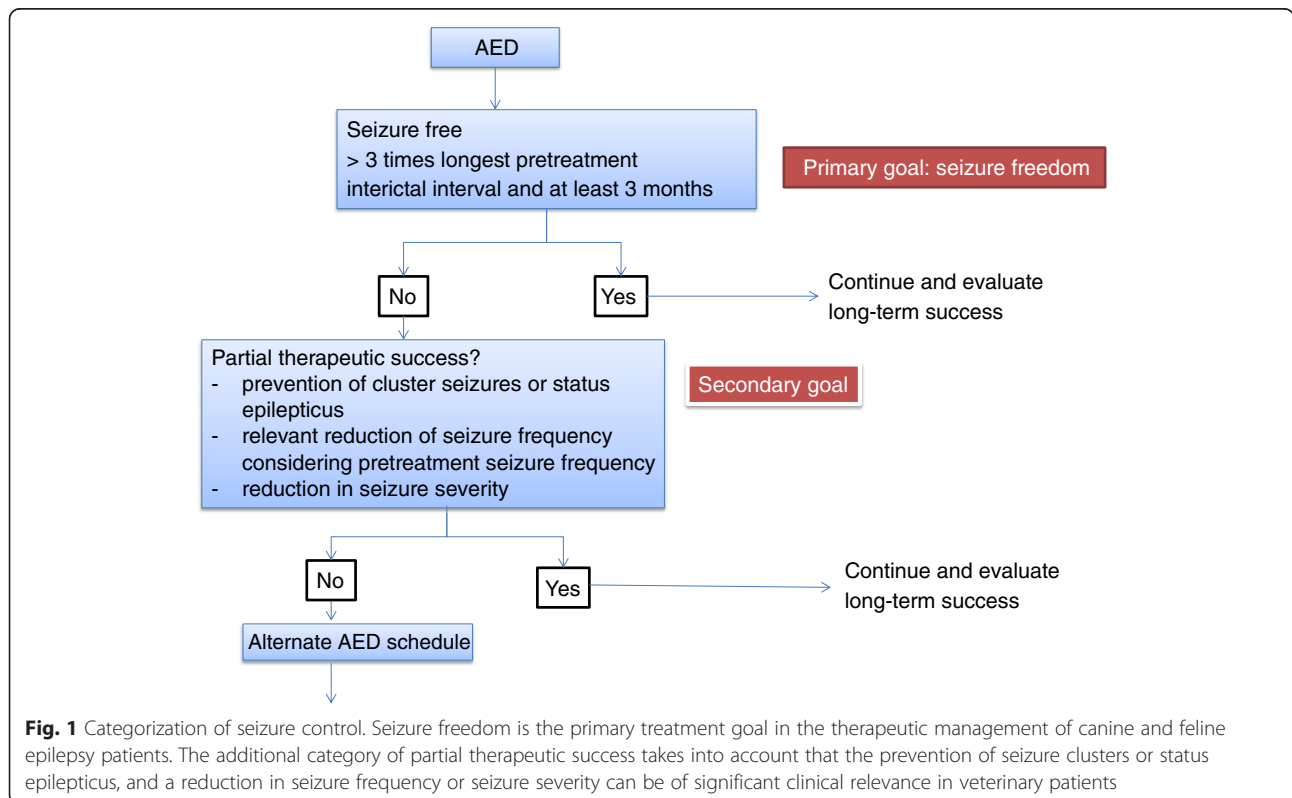 AED
Seizure free
> 3 times longest pretreatment
interictal interval and at least 3 months
Primary goal: seizure freedom
No
Yes
Continue and evaluate
long-term success
Partial therapeutic success?
- prevention of cluster seizures or status
epilepticus
- relevant reduction of seizure frequency
considering pretreatment seizure frequency
- reduction in seizure severity
Secondary goal
No
Yes
Continue and evaluate
long-term success
Alternate AED schedule
Fig. 1 Categorization of seizure control. Seizure freedom is the primary treatment goal in the therapeutic management of canine and feline
epilepsy patients. The additional category of partial therapeutic success takes into account that the prevention of seizure clusters or status
epilepticus, and a reduction in seizure frequency or seizure severity can be of significant clinical relevance in veterinary patients